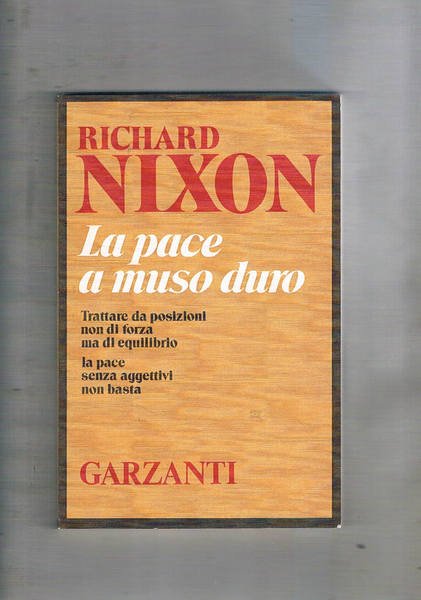 RICHARD
NIXON
La pace
a muso duro
Trattare da posizioni
non di forza
ma di equilibrio
la pace
senza aggettivi
non basta
GARZANTI